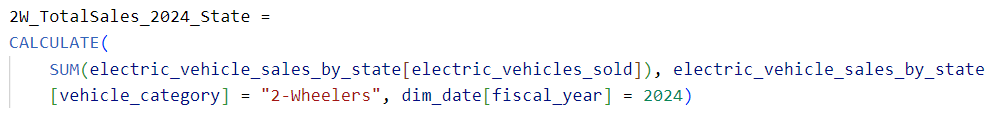 2W_TotalSales_2024_State =
CALCULATE(
SUM(electric_vehicle_sales_by_state[electric_vehicles_sold]), electric_vehicle_sales_by_state
[vehicle_category] = "2-Wheelers", dim_date[fiscal_year] = 2024)